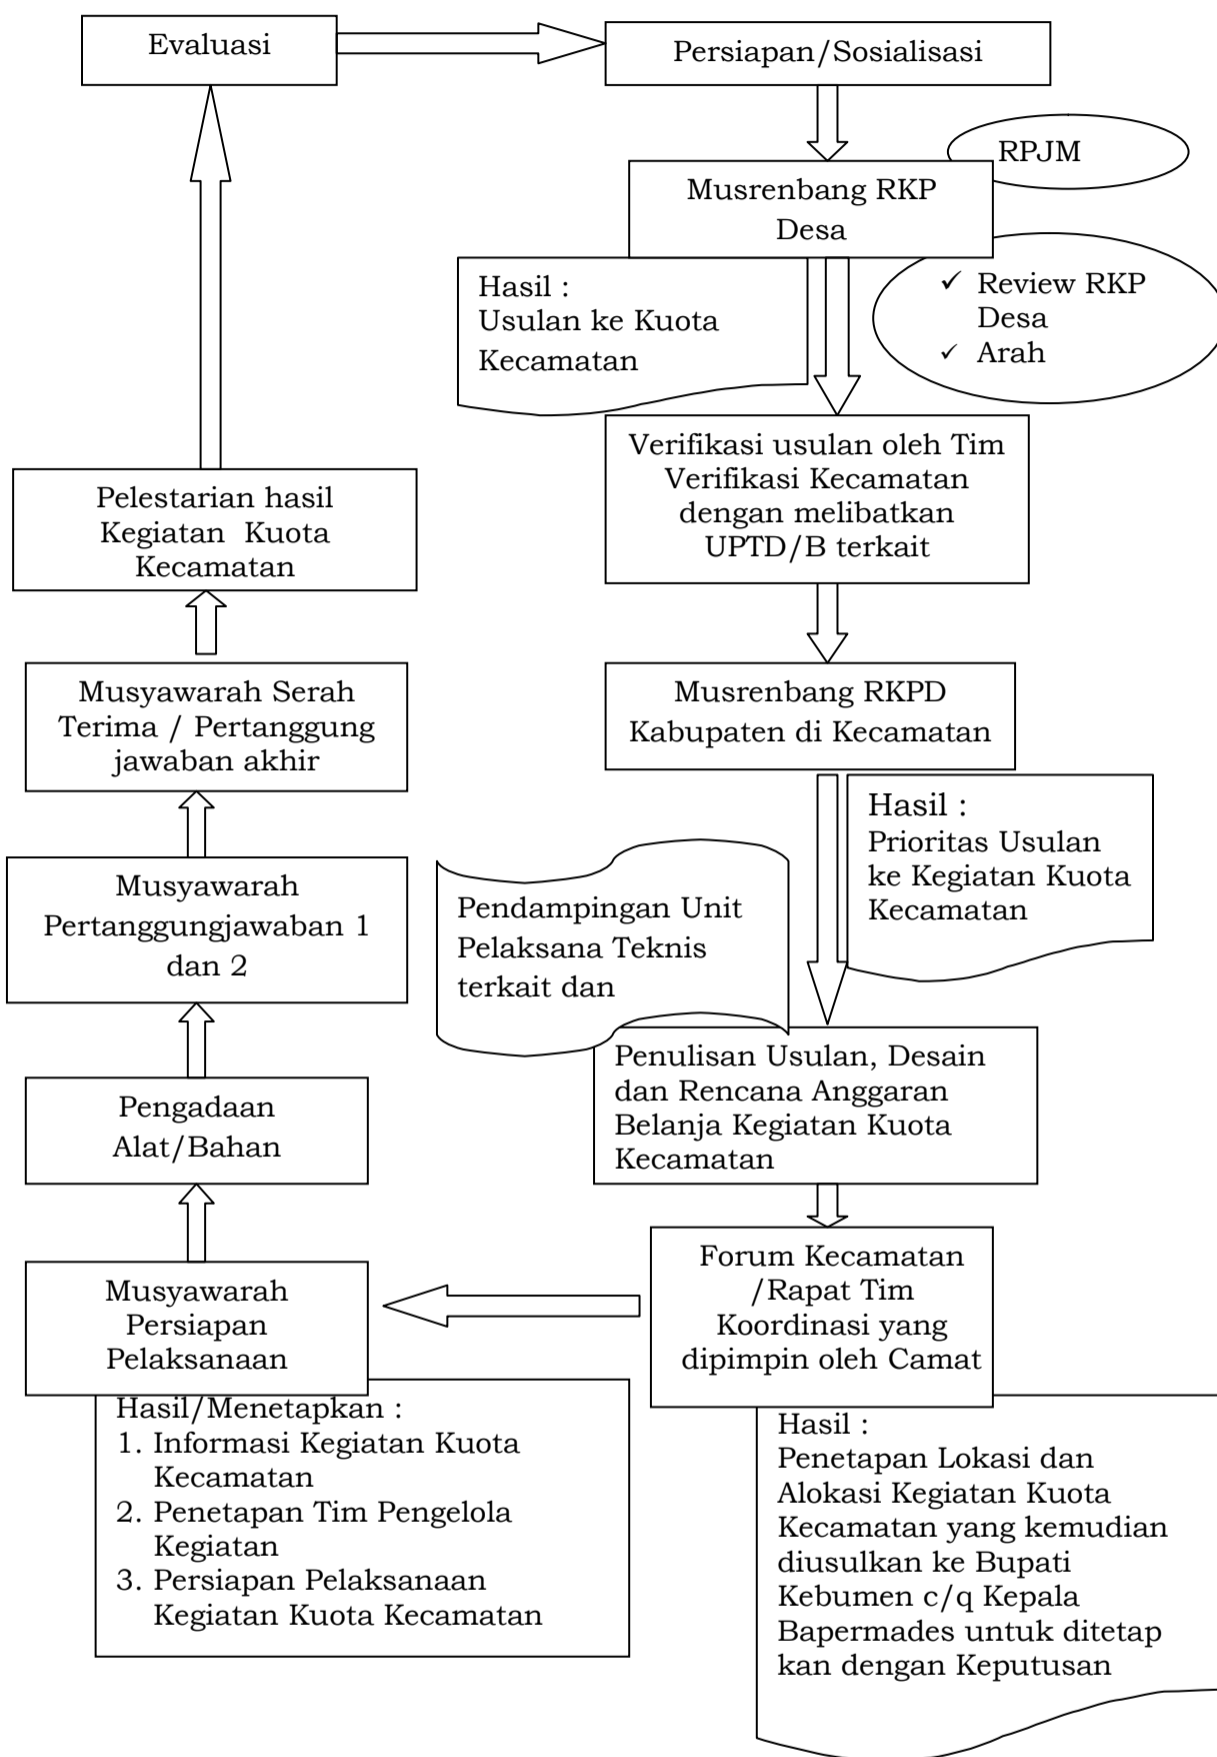 Evaluasi
Persiapan/Sosialisasi
RPJM
Musrenbang RKP
Desa
Hasil :
Usulan ke Kuota
Kecamatan
✓ Review RKP
Desa
✓ Arah
Verifikasi usulan oleh Tim
Verifikasi Kecamatan
dengan melibatkan
UPTD/B terkait
Musrenbang RKPD
Kabupaten di Kecamatan
Hasil :
Prioritas Usulan
ke Kegiatan Kuota
Kecamatan
Pendampingan Unit
Pelaksana Teknis
terkait dan
Penulisan Usulan, Desain
dan Rencana Anggaran
Belanja Kegiatan Kuota
Kecamatan
Forum Kecamatan
/Rapat Tim
Koordinasi yang
dipimpin oleh Camat
Hasil :
Penetapan Lokasi dan
Alokasi Kegiatan Kuota
Kecamatan yang kemudian
diusulkan ke Bupati
Kebumen c/q Kepala
Bapermades untuk ditetap
kan dengan Keputusan
Musyawarah
Persiapan
Pelaksanaan
Hasil/Menetapkan :
1. Informasi Kegiatan Kuota
Kecamatan
2. Penetapan Tim Pengelola
Kegiatan
3. Persiapan Pelaksanaan
Kegiatan Kuota Kecamatan
Pengadaan
Alat/Bahan
Musyawarah
Pertanggungjawaban 1
dan 2
Musyawarah Serah
Terima / Pertanggung
jawaban akhir
Pelestarian hasil
Kegiatan Kuota
Kecamatan